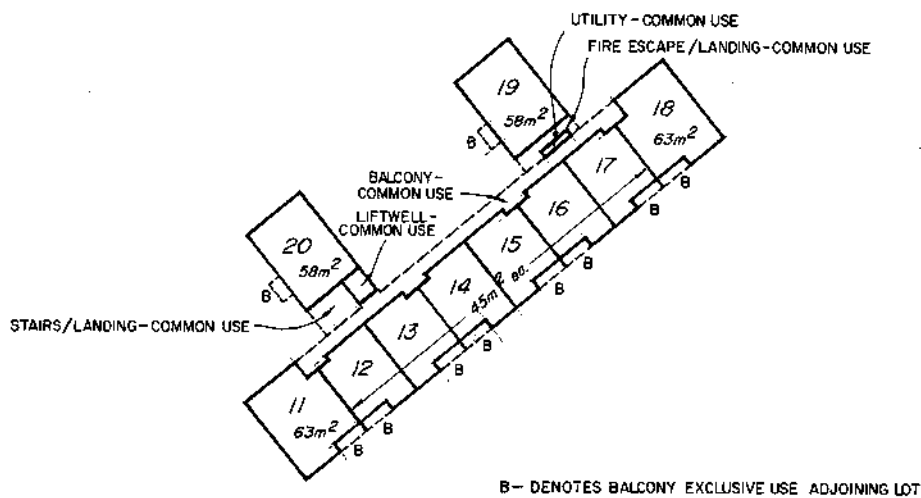 UTILITY-COMMON USE
FIRE ESCAPE/LANDING-COMMON USE
19
58m²
B
18
63m²
17
B
B
BALCONY-
COMMON USE
16
LIFTWELL-
COMMON USE
15
B
B
20
58m²
B
14
45m² ea.
STAIRS/LANDING-COMMON USE
13
B
B
12
11
63m²
B
B
B- DENOTES BALCONY EXCLUSIVE USE ADJOINING LOT